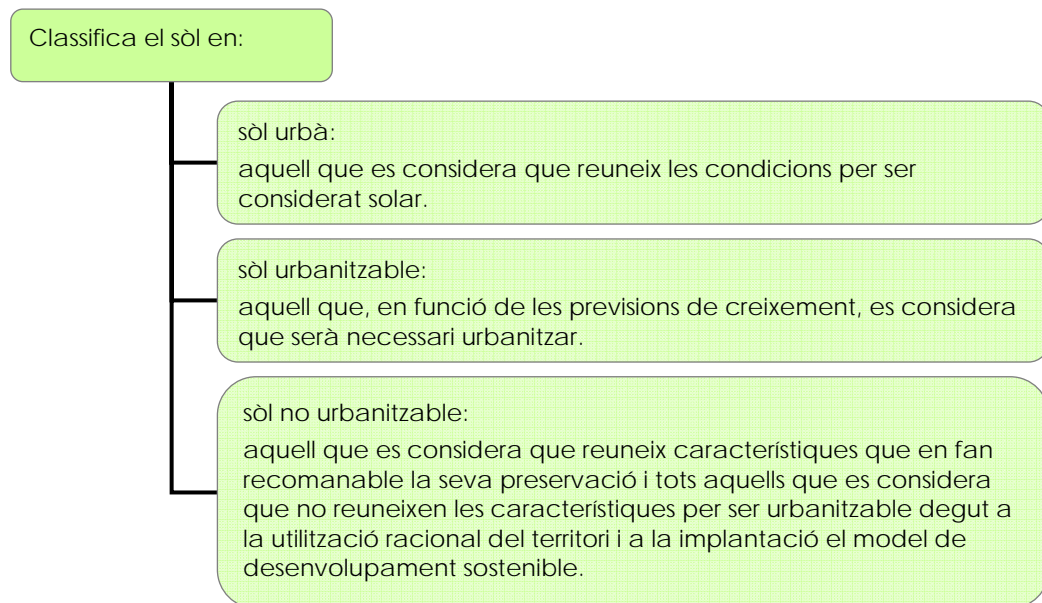 Classifica el sòl en:
sòl urbà:
aquell que es considera que reuneix les condicions per ser
considerat solar.
sòl urbanitzable:
aquell que, en funció de les previsions de creixement, es considera
que serà necessari urbanitzar.
sòl no urbanitzable:
aquell que es considera que reuneix característiques que en fan
recomanable la seva preservació i tots aquells que es considera
que no reuneixen les característiques per ser urbanitzable degut a
la utilització racional del territori i a la implantació el model de
desenvolupament sostenible.